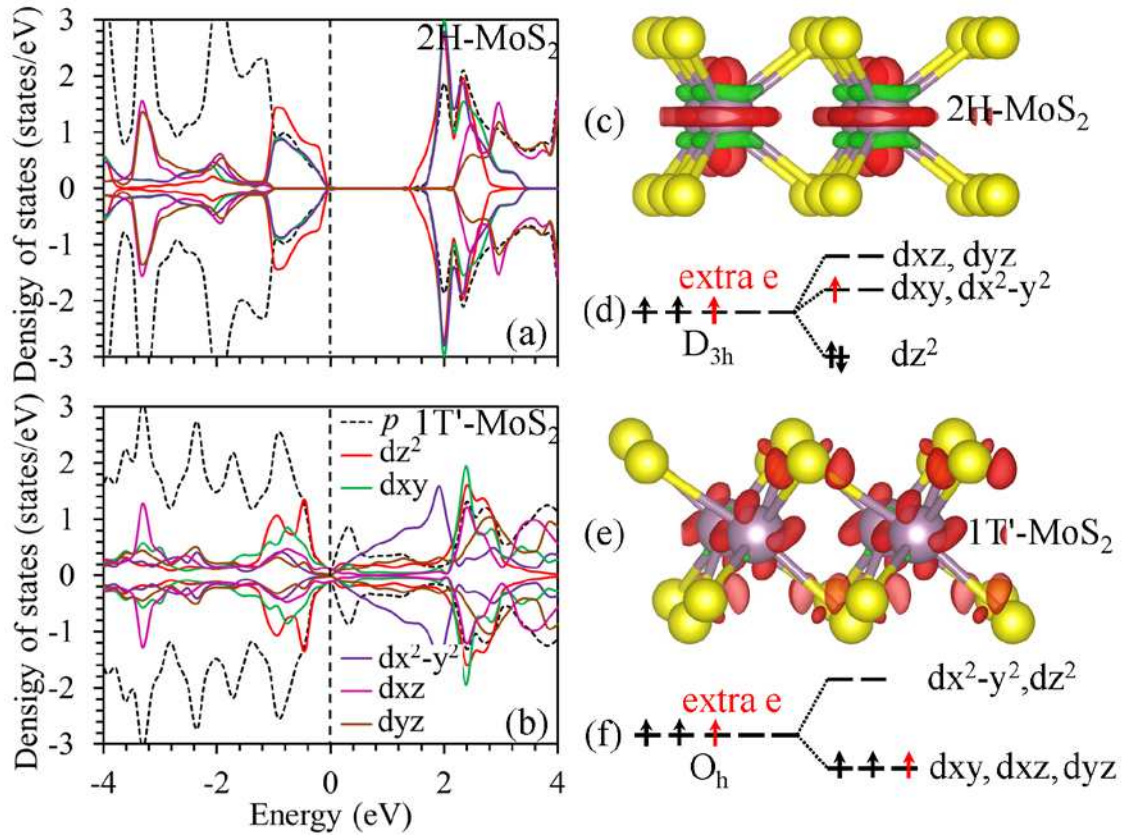 Densigy of states (states/eV)
3
2
1
0
-1
-2
-3
2H-MoS2
(a)
(c)
2H-MoS2
(d)
extra e
D3h
dxz, dyz
dxy, dx²-y²
dz²
Densigy of states (states/eV)
3
2
1
0
-1
-2
-3
p
1T'-MoS2
dz²
dxy
dx²-y²
dxz
dyz
(b)
-4
-2
0
2
4
Energy (eV)
(e)
1T'-MoS2
(f)
extra e
Oh
dx²-y²,dz²
dxy, dxz, dyz